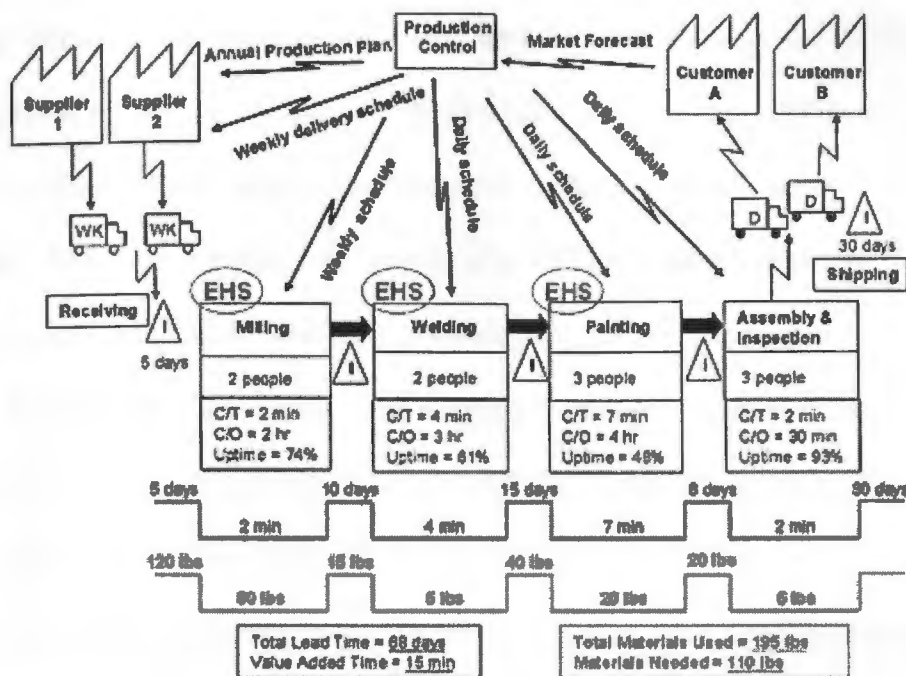 Production
Control
Annual Production plan
Market Forecast
Supplier
1
Supplier
2
Customer
A
Customer
B
Weekly delivery schedule
Weekly schedule
Daily schedule
Daily schedule
Daily schedule
WK
WK
D
D
I
30 days
Shipping
Receiving
I
5 days
EHS
EHS
EHS
Milling
Welding
Painting
Assembly &
Inspection
I
I
I
2 people
2 people
3 people
3 people
C/T = 2 min
C/O = 2 hr
Uptime = 74%
C/T = 4 min
C/O = 3 hr
Uptime = 61%
C/T = 7 min
C/O = 4 hr
Uptime = 48%
C/T = 2 min
C/O = 30 min
Uptime = 93%
5 days
10 days
15 days
8 days
30 days
2 min
4 min
7 min
2 min
120 lbs
15 lbs
40 lbs
20 lbs
80 lbs
5 lbs
20 lbs
5 lbs
Total Lead Time = 68 days
Value Added Time = 15 min
Total Materials Used = 195 lbs
Materials Needed = 110 lbs